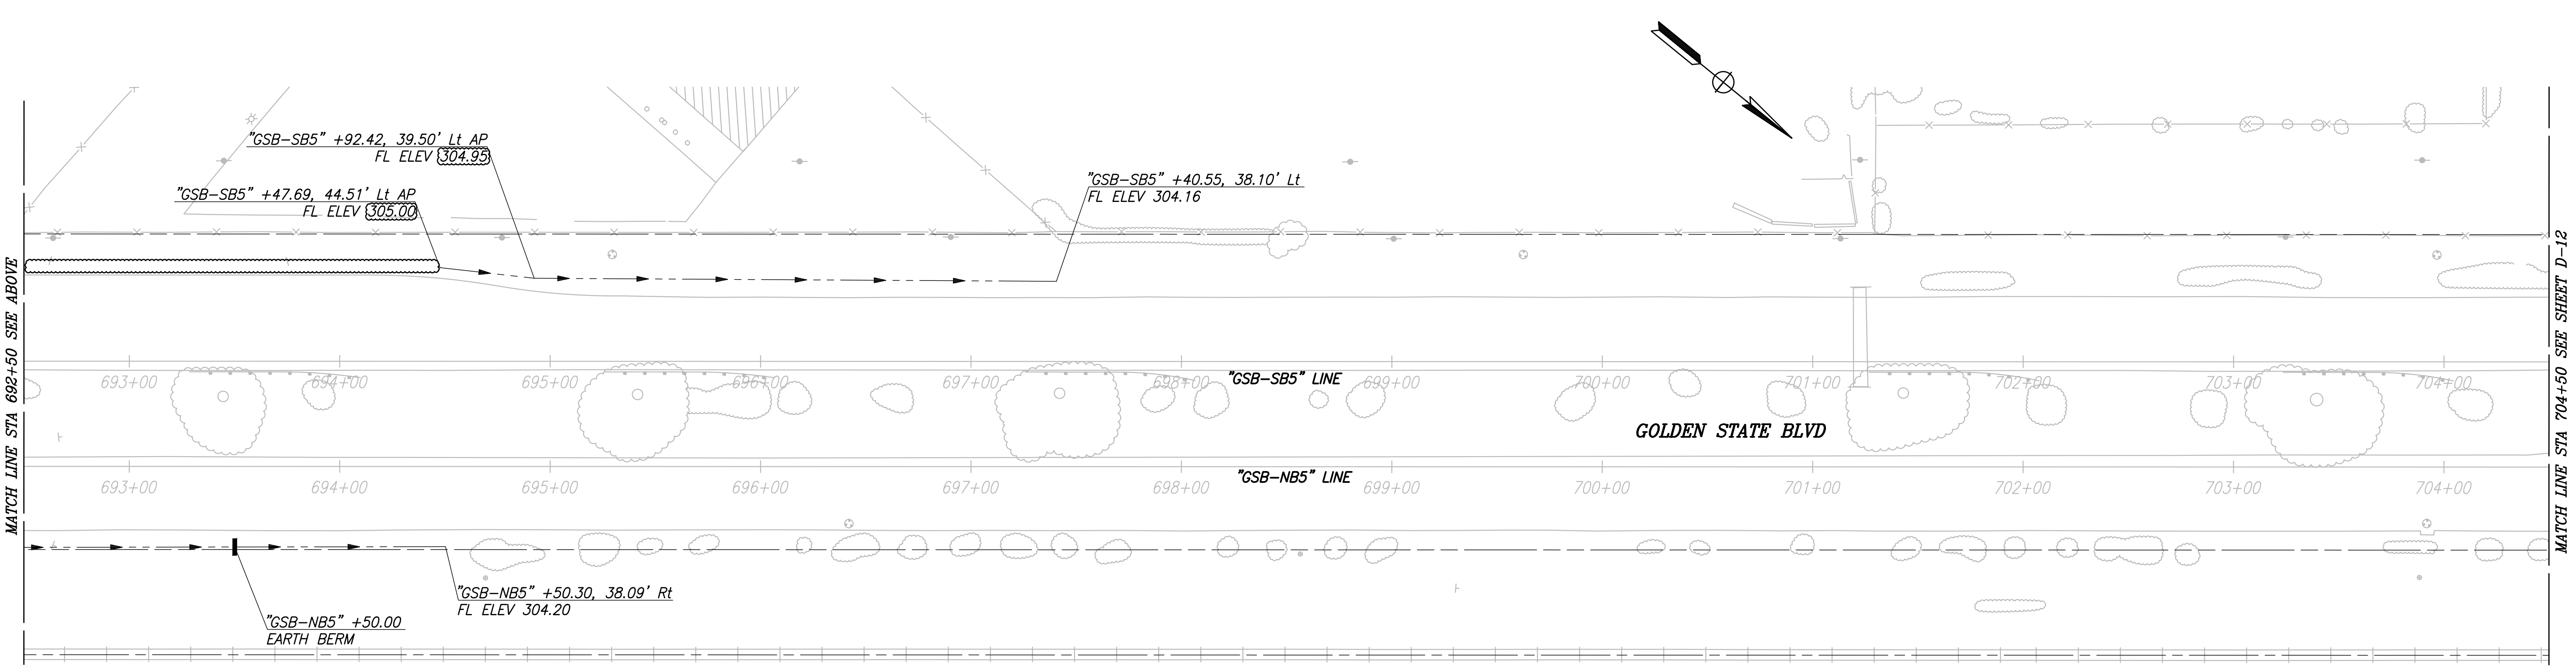 "GSB-SB5" +92.42, 39.50' Lt AP
FL ELEV 304.95
"GSB-SB5" +47.69, 44.51' Lt AP
FL ELEV 305.00
"GSB-SB5" +40.55, 38.10' Lt
FL ELEV 304.16
MATCH LINE STA 692+50 SEE ABOVE
MATCH LINE STA 704+50 SEE SHEET D-12
693+00
694+00
695+00
696+00
697+00
698+00
"GSB-SB5" LINE
699+00
700+00
701+00
702+00
703+00
704+00
GOLDEN STATE BLVD
"GSB-NB5" LINE
693+00
694+00
695+00
696+00
697+00
698+00
699+00
700+00
701+00
702+00
703+00
704+00
"GSB-NB5" +50.30, 38.09' Rt
FL ELEV 304.20
"GSB-NB5" +50.00
EARTH BERM